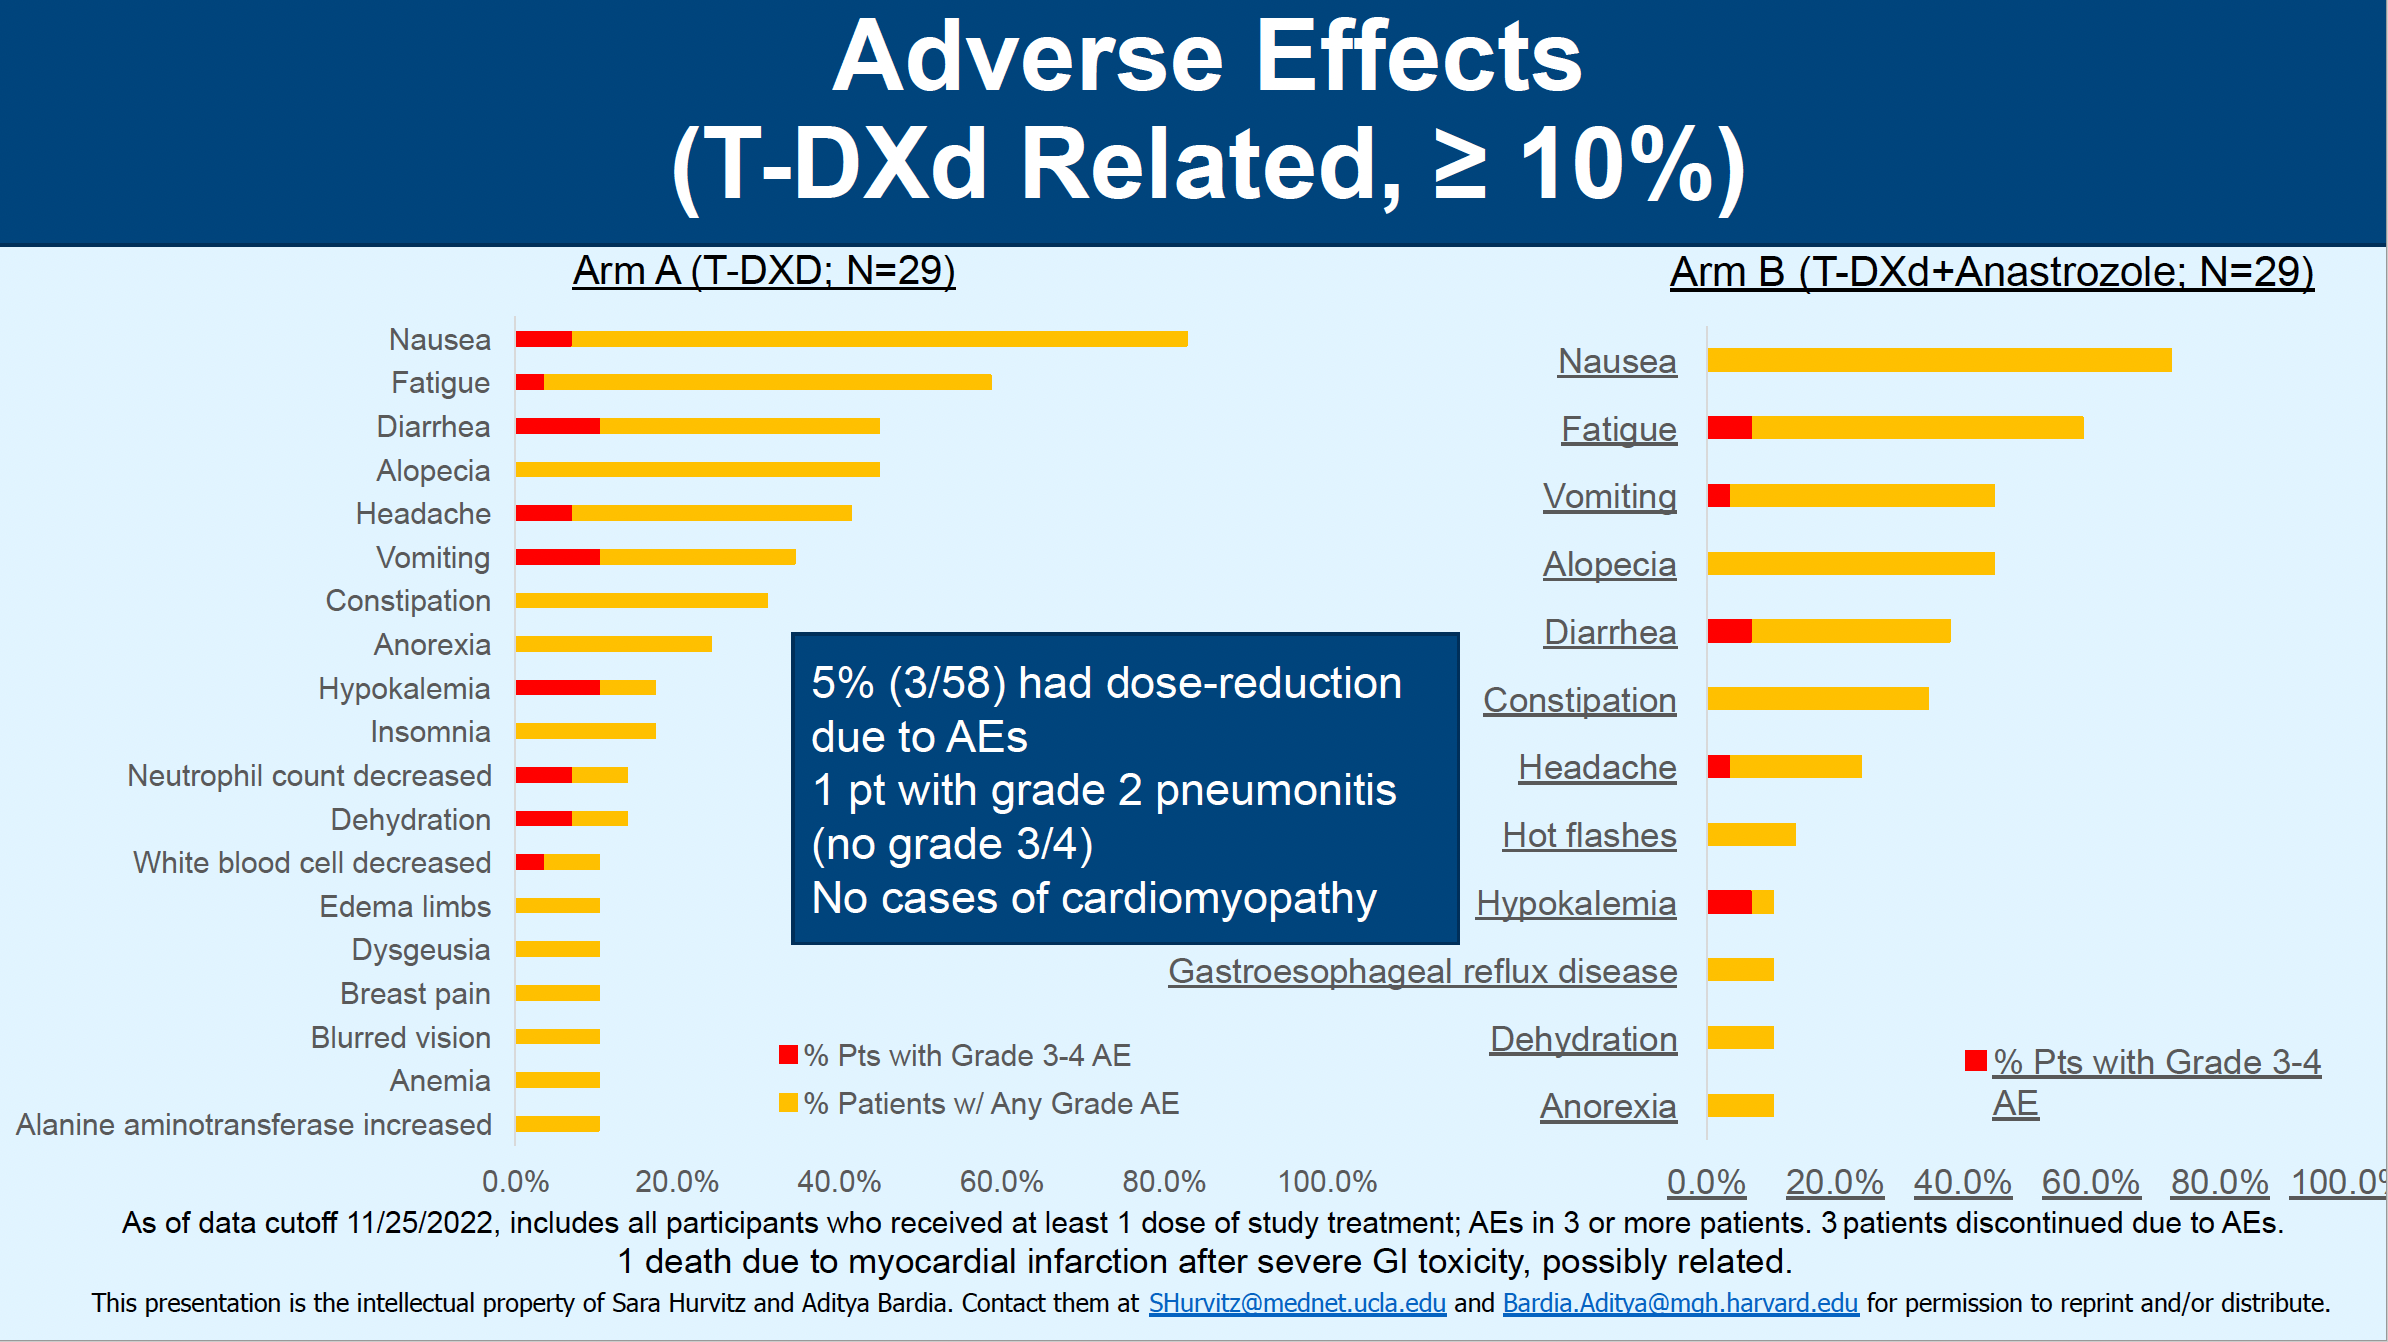 Adverse Effects
(T-DXd Related, ≥ 10%)
Arm A (T-DXD; N=29)
Nausea
Fatigue
Diarrhea
Alopecia
Headache
Vomiting
Constipation
Anorexia
Hypokalemia
Insomnia
Neutrophil count decreased
Dehydration
White blood cell decreased
Edema limbs
Dysgeusia
Breast pain
Blurred vision
Anemia
Alanine aminotransferase increased
0.0% 20.0% 40.0% 60.0% 80.0% 100.0%
% Pts with Grade 3-4 AE
% Patients w/ Any Grade AE
5% (3/58) had dose-reduction
due to AEs
1 pt with grade 2 pneumonitis
(no grade 3/4)
No cases of cardiomyopathy
Arm B (T-DXd+Anastrozole; N=29)
Nausea
Fatigue
Vomiting
Alopecia
Diarrhea
Constipation
Headache
Hot flashes
Hypokalemia
Gastroesophageal reflux disease
Dehydration
Anorexia
% Pts with Grade 3-4
AE
0.0% 20.0% 40.0% 60.0% 80.0% 100.0%
As of data cutoff 11/25/2022, includes all participants who received at least 1 dose of study treatment; AEs in 3 or more patients. 3 patients discontinued due to AEs.
1 death due to myocardial infarction after severe GI toxicity, possibly related.
This presentation is the intellectual property of Sara Hurvitz and Aditya Bardia. Contact them at SHurvitz@mednet.ucla.edu and Bardia.Aditya@mgh.harvard.edu for permission to reprint and/or distribute.